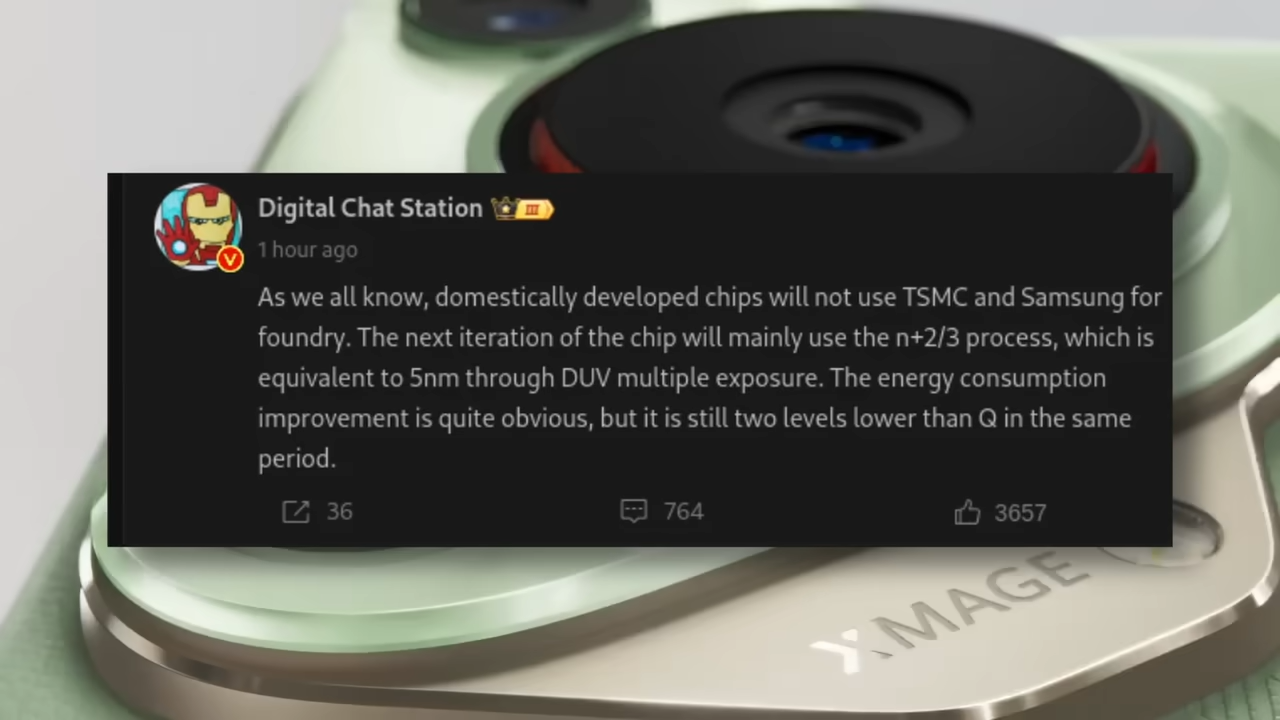 Digital Chat Station III
V
1 hour ago
As we all know, domestically developed chips will not use TSMC and Samsung for
foundry. The next iteration of the chip will mainly use the n+2/3 process, which is
equivalent to 5nm through DUV multiple exposure. The energy consumption
improvement is quite obvious, but it is still two levels lower than Q in the same
period.
36 764 3657
XMAGE